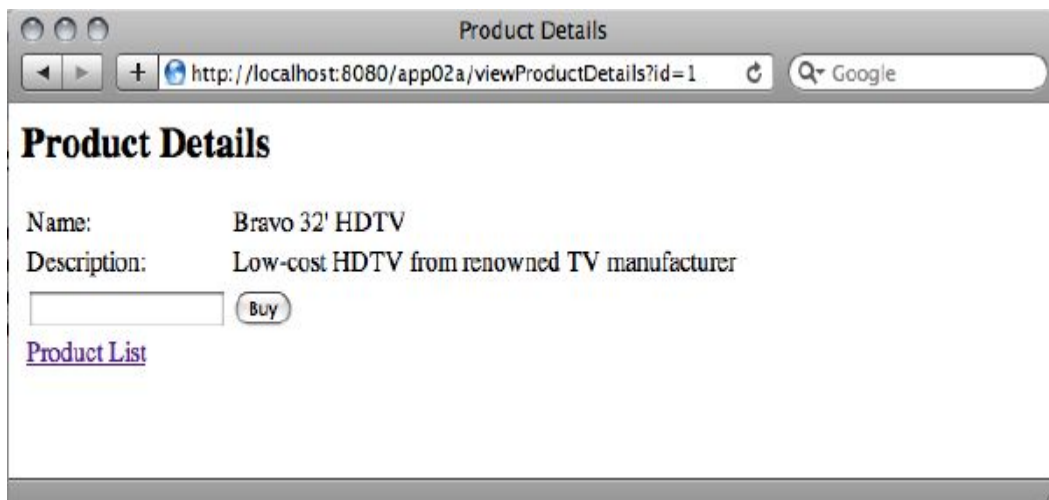 Product Details
http://localhost:8080/app02a/viewProductDetails?id=1
Google
Product Details
Name: Bravo 32' HDTV
Description: Low-cost HDTV from renowned TV manufacturer
Buy
Product List